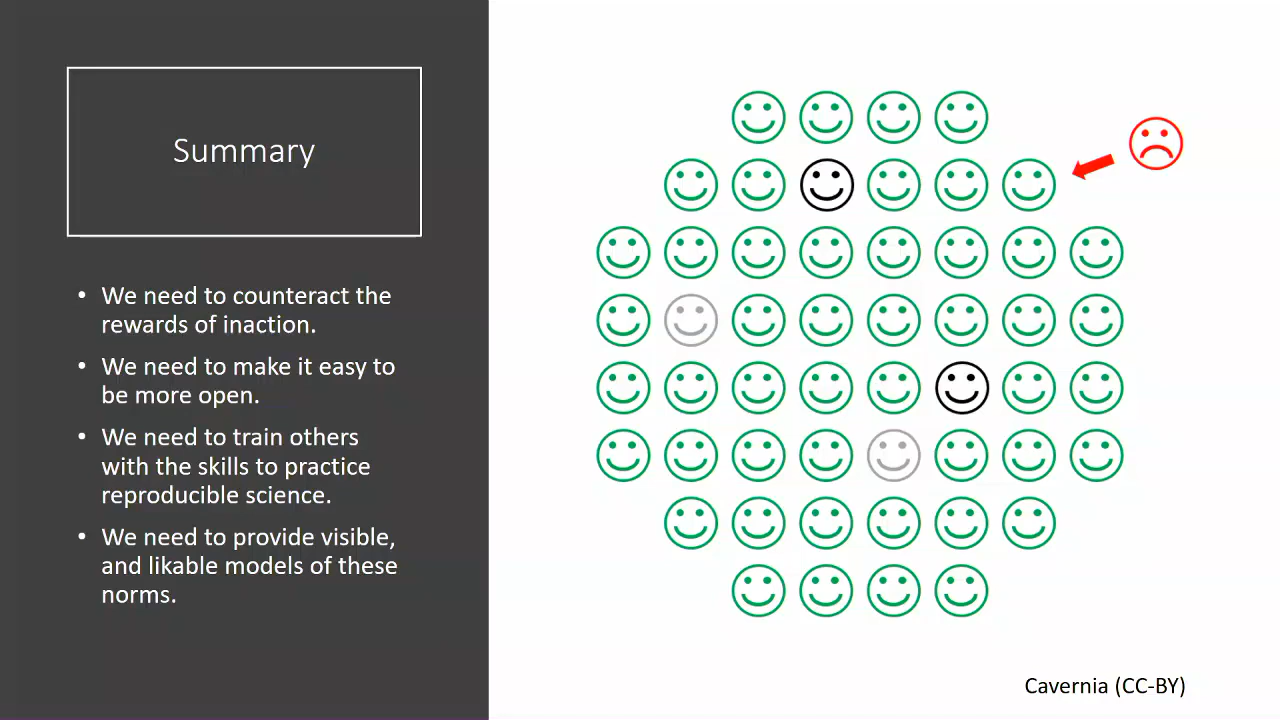 Summary
• We need to counteract the
rewards of inaction.
• We need to make it easy to
be more open.
• We need to train others
with the skills to practice
reproducible science.
• We need to provide visible,
and likable models of these
norms.
Cavernia (CC-BY)